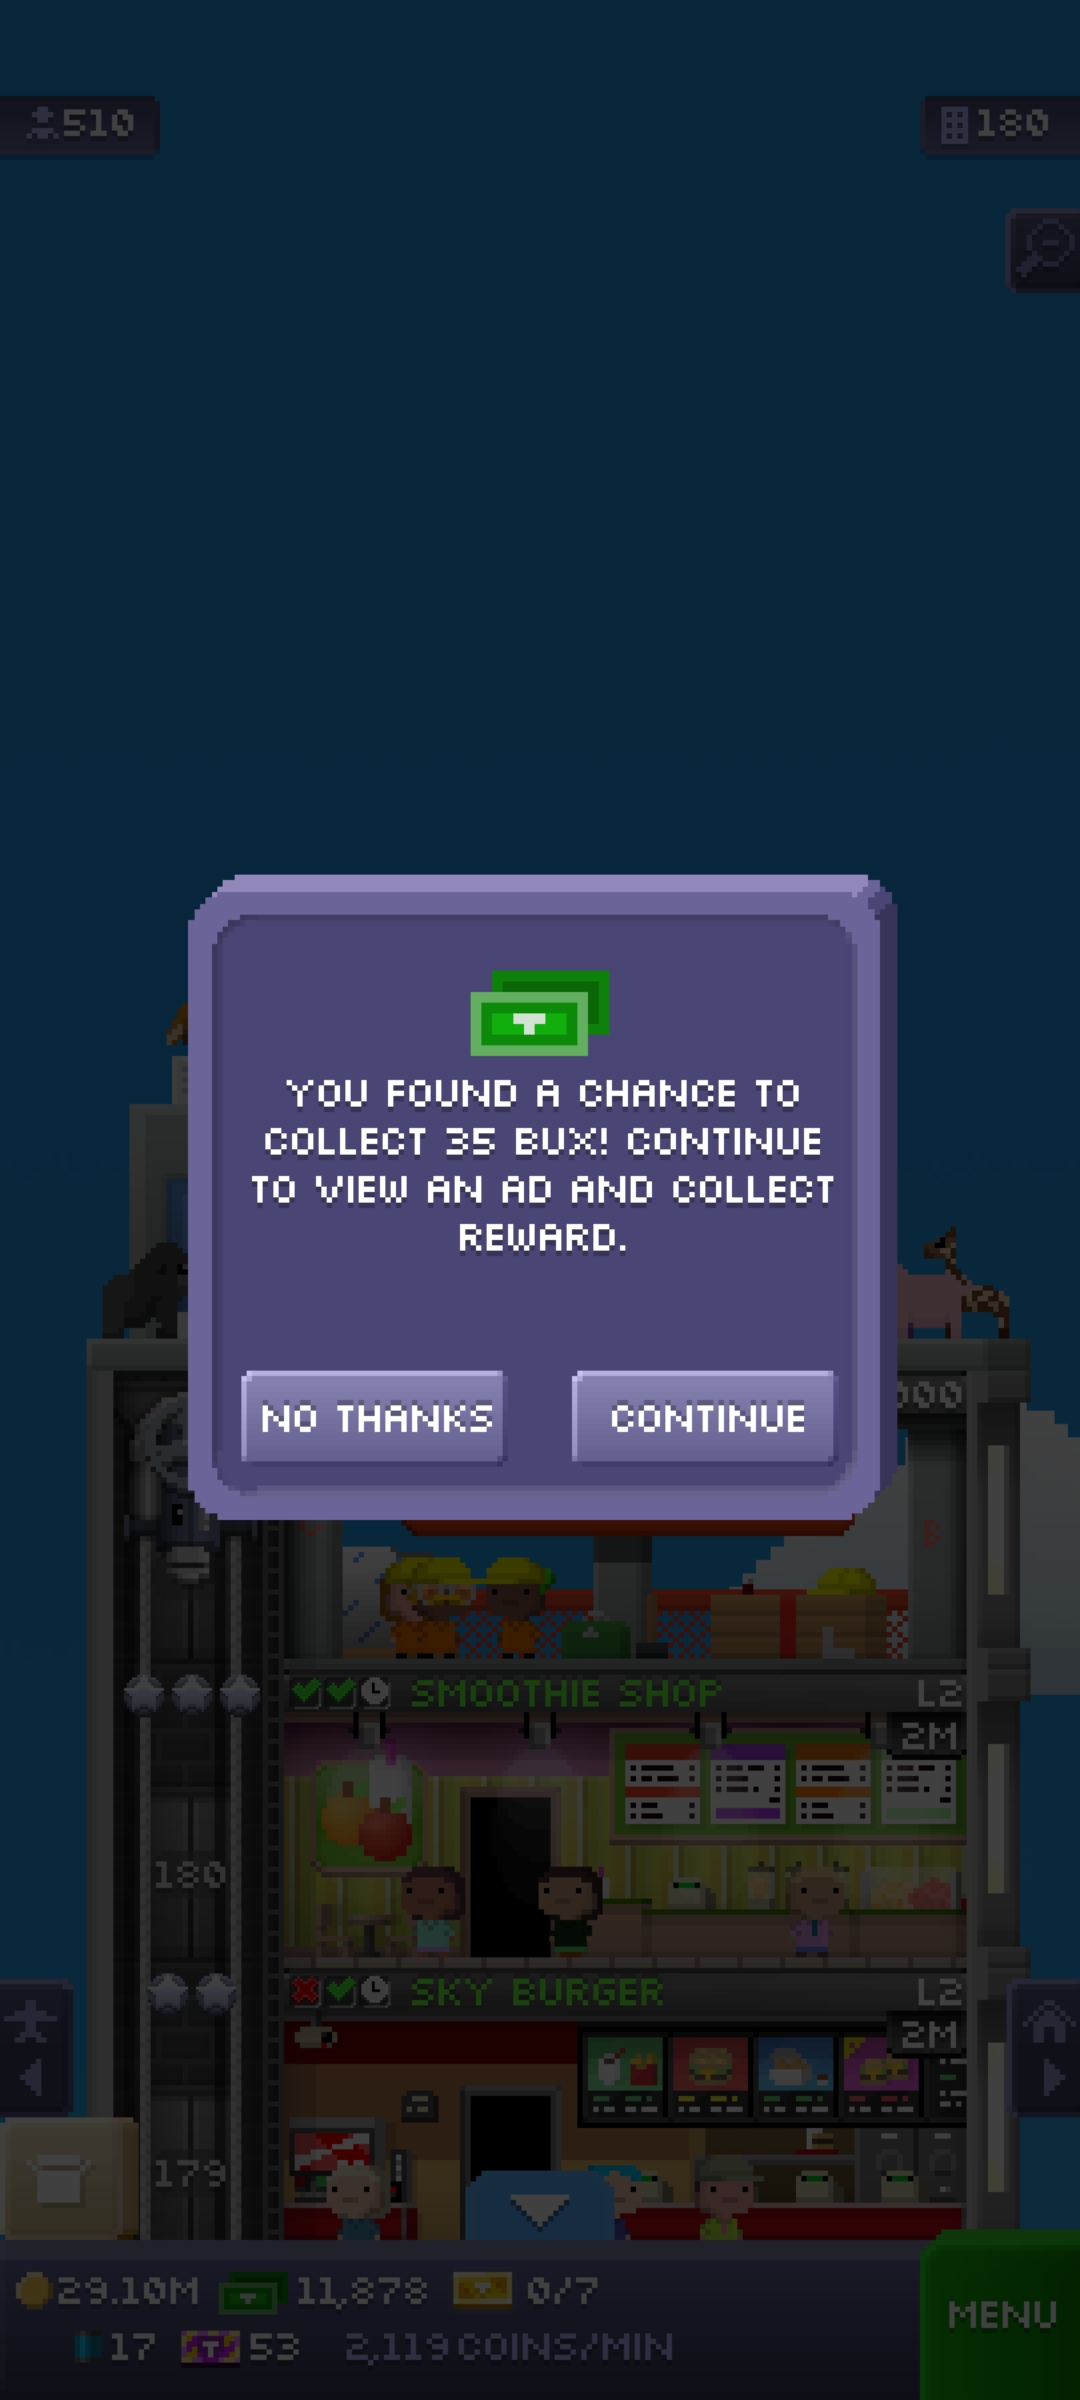 510
180
YOU FOUND A CHANCE TO
COLLECT 35 BUX! CONTINUE
TO VIEW AN AD AND COLLECT
REWARD.
NO THANKS
CONTINUE
SMOOTHIE SHOP
L2
2M
180
SKY BURGER
L2
2M
179
29.10M
11,878
0/7
17
53
2,119 COINS/MIN
MENU